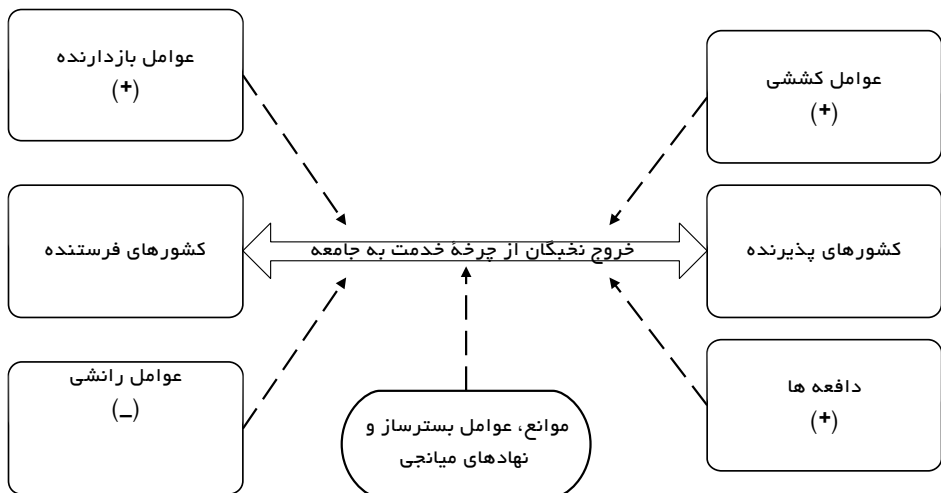 عوامل کششی
(+)
عوامل بازدارنده
(+)
کشورهای پذیرنده
خروج نخبگان از چرخۀ خدمت به جامعه
کشورهای فرستنده
دافعه ها
(+)
عوامل رانشی
(–)
موانع، عوامل بسترساز و
نهادهای میانجی